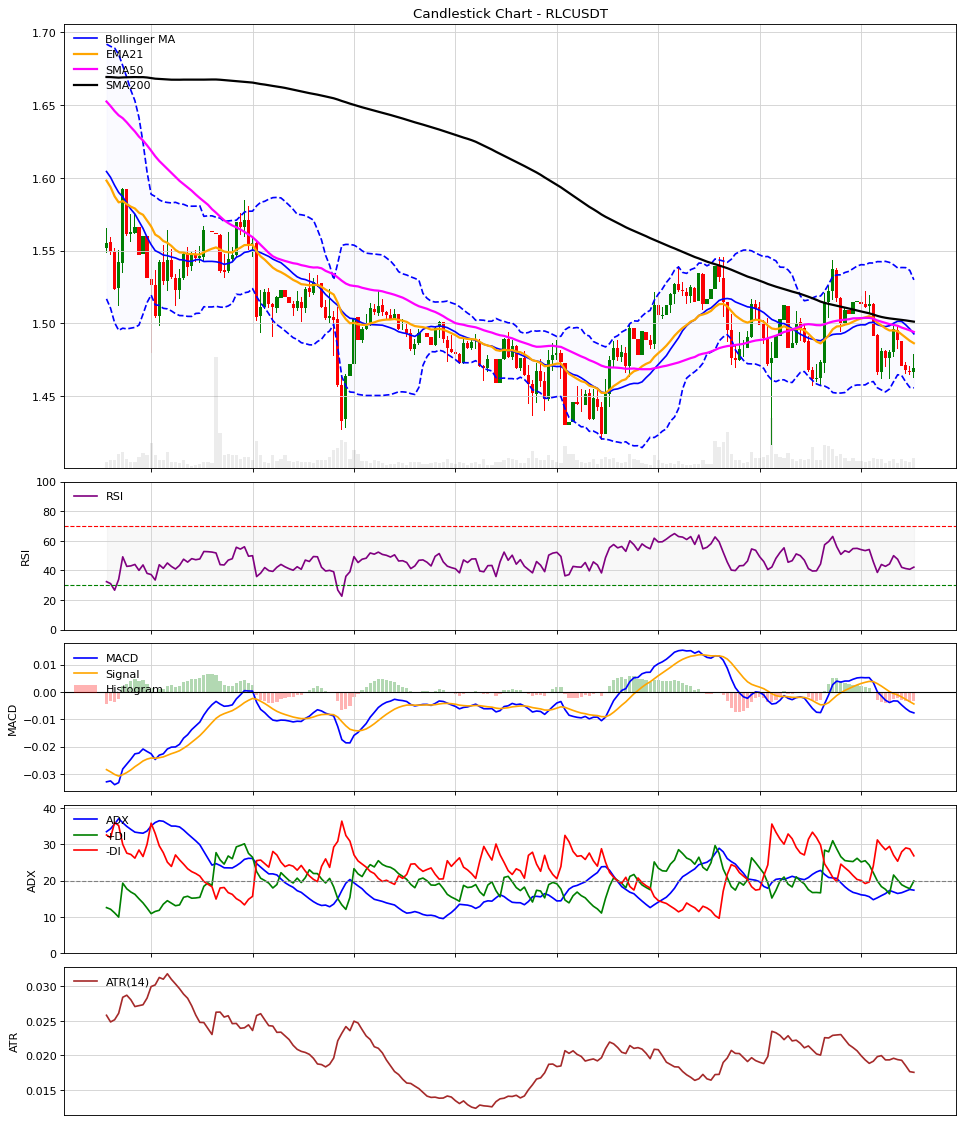 Candlestick Chart - RLCUSDT
1.70
1.65
1.60
1.55
1.50
1.45
Bollinger MA
EMA21
SMA50
SMA200
100
80
60
40
20
0
RSI
RSI
0.01
0.00
−0.01
−0.02
−0.03
MACD
MACD
Signal
Histogram
40
30
20
10
0
ADX
ADX
+DI
-DI
0.030
0.025
0.020
0.015
ATR
ATR(14)